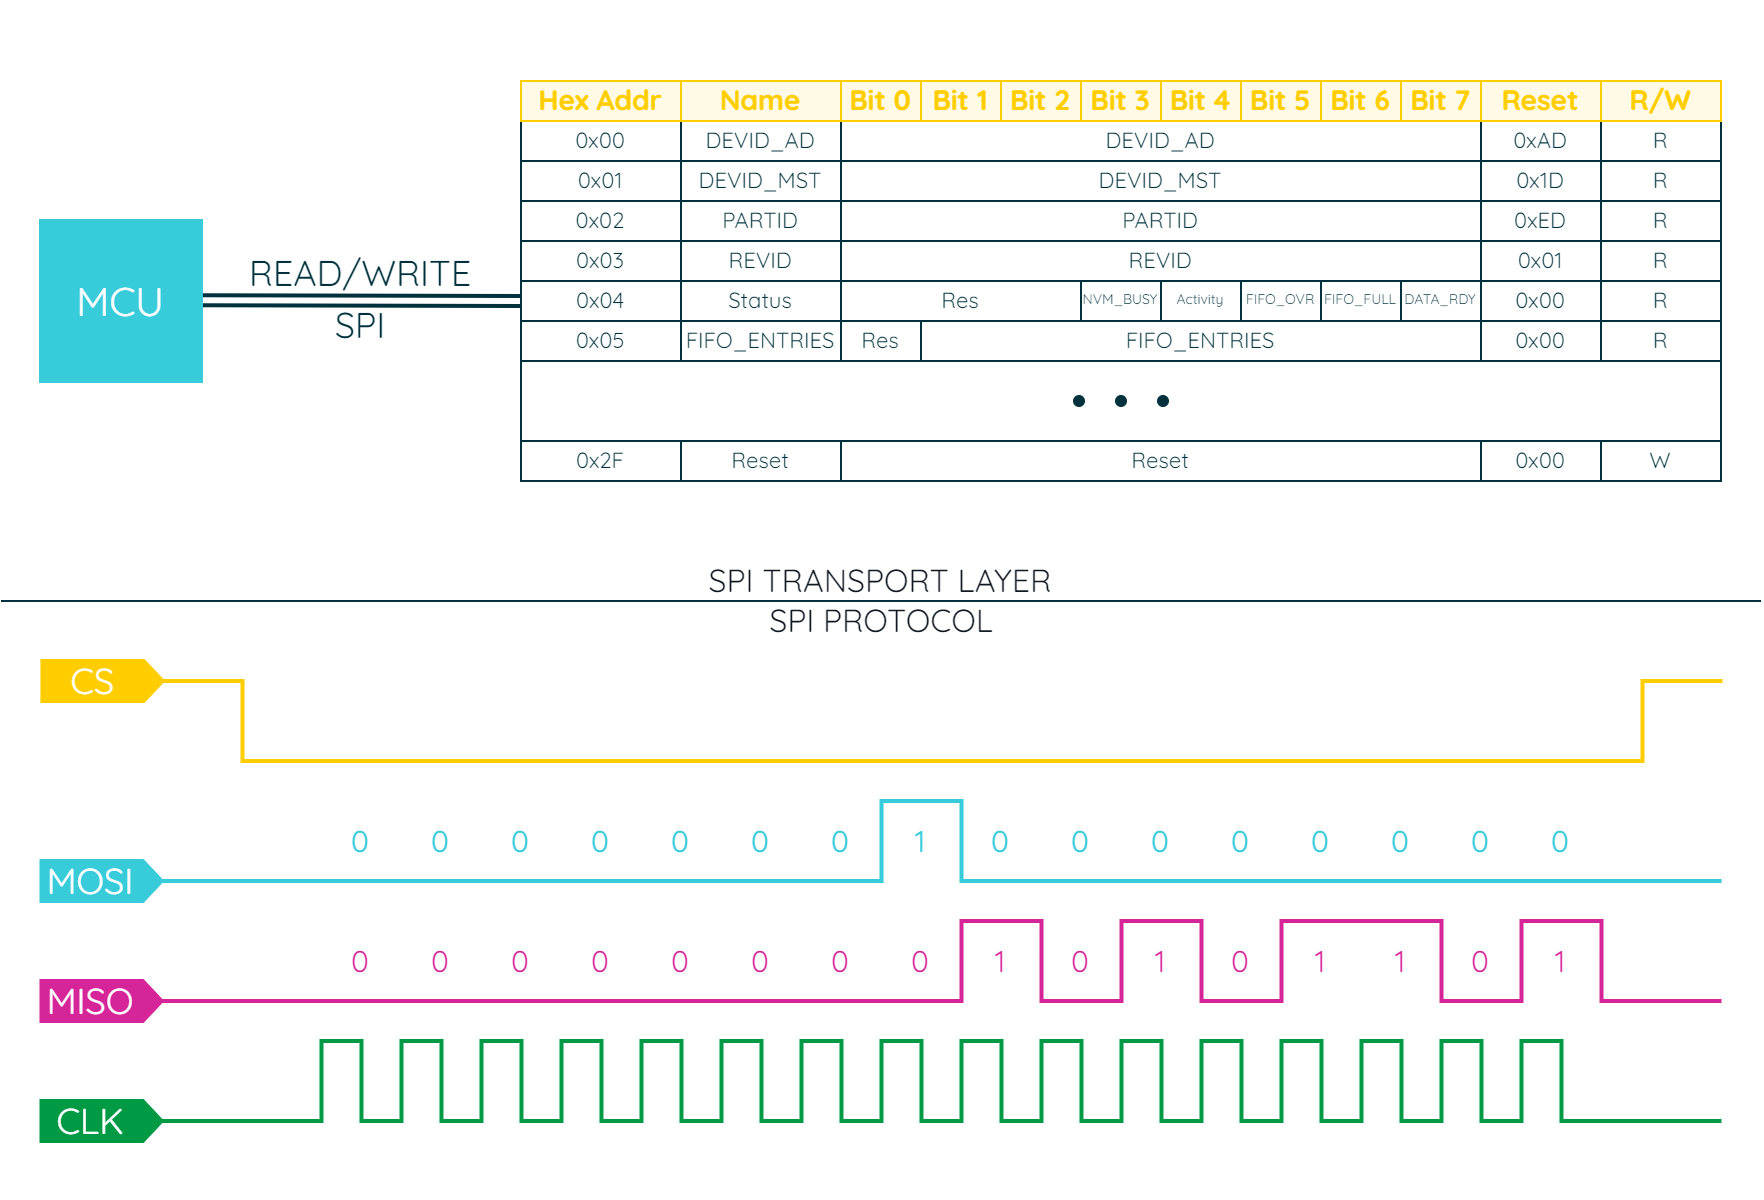 Hex Addr Name Bit 0 Bit 1 Bit 2 Bit 3 Bit 4 Bit 5 Bit 6 Bit 7 Reset R/W
0x00 DEVID_AD DEVID_AD 0xAD R
0x01 DEVID_MST DEVID_MST 0x1D R
0x02 PARTID PARTID 0xED R
0x03 REVID REVID 0x01 R
0x04 Status Res NVM_BUSY Activity FIFO_OVR FIFO_FULL DATA_RDY 0x00 R
0x05 FIFO_ENTRIES Res FIFO_ENTRIES 0x00 R
0x2F Reset Reset 0x00 W
MCU
READ/WRITE
SPI
SPI TRANSPORT LAYER
SPI PROTOCOL
CS
0 0 0 0 0 0 0 1 0 0 0 0 0 0 0 0
MOSI
0 0 0 0 0 0 0 0 1 0 1 0 1 1 0 1
MISO
CLK